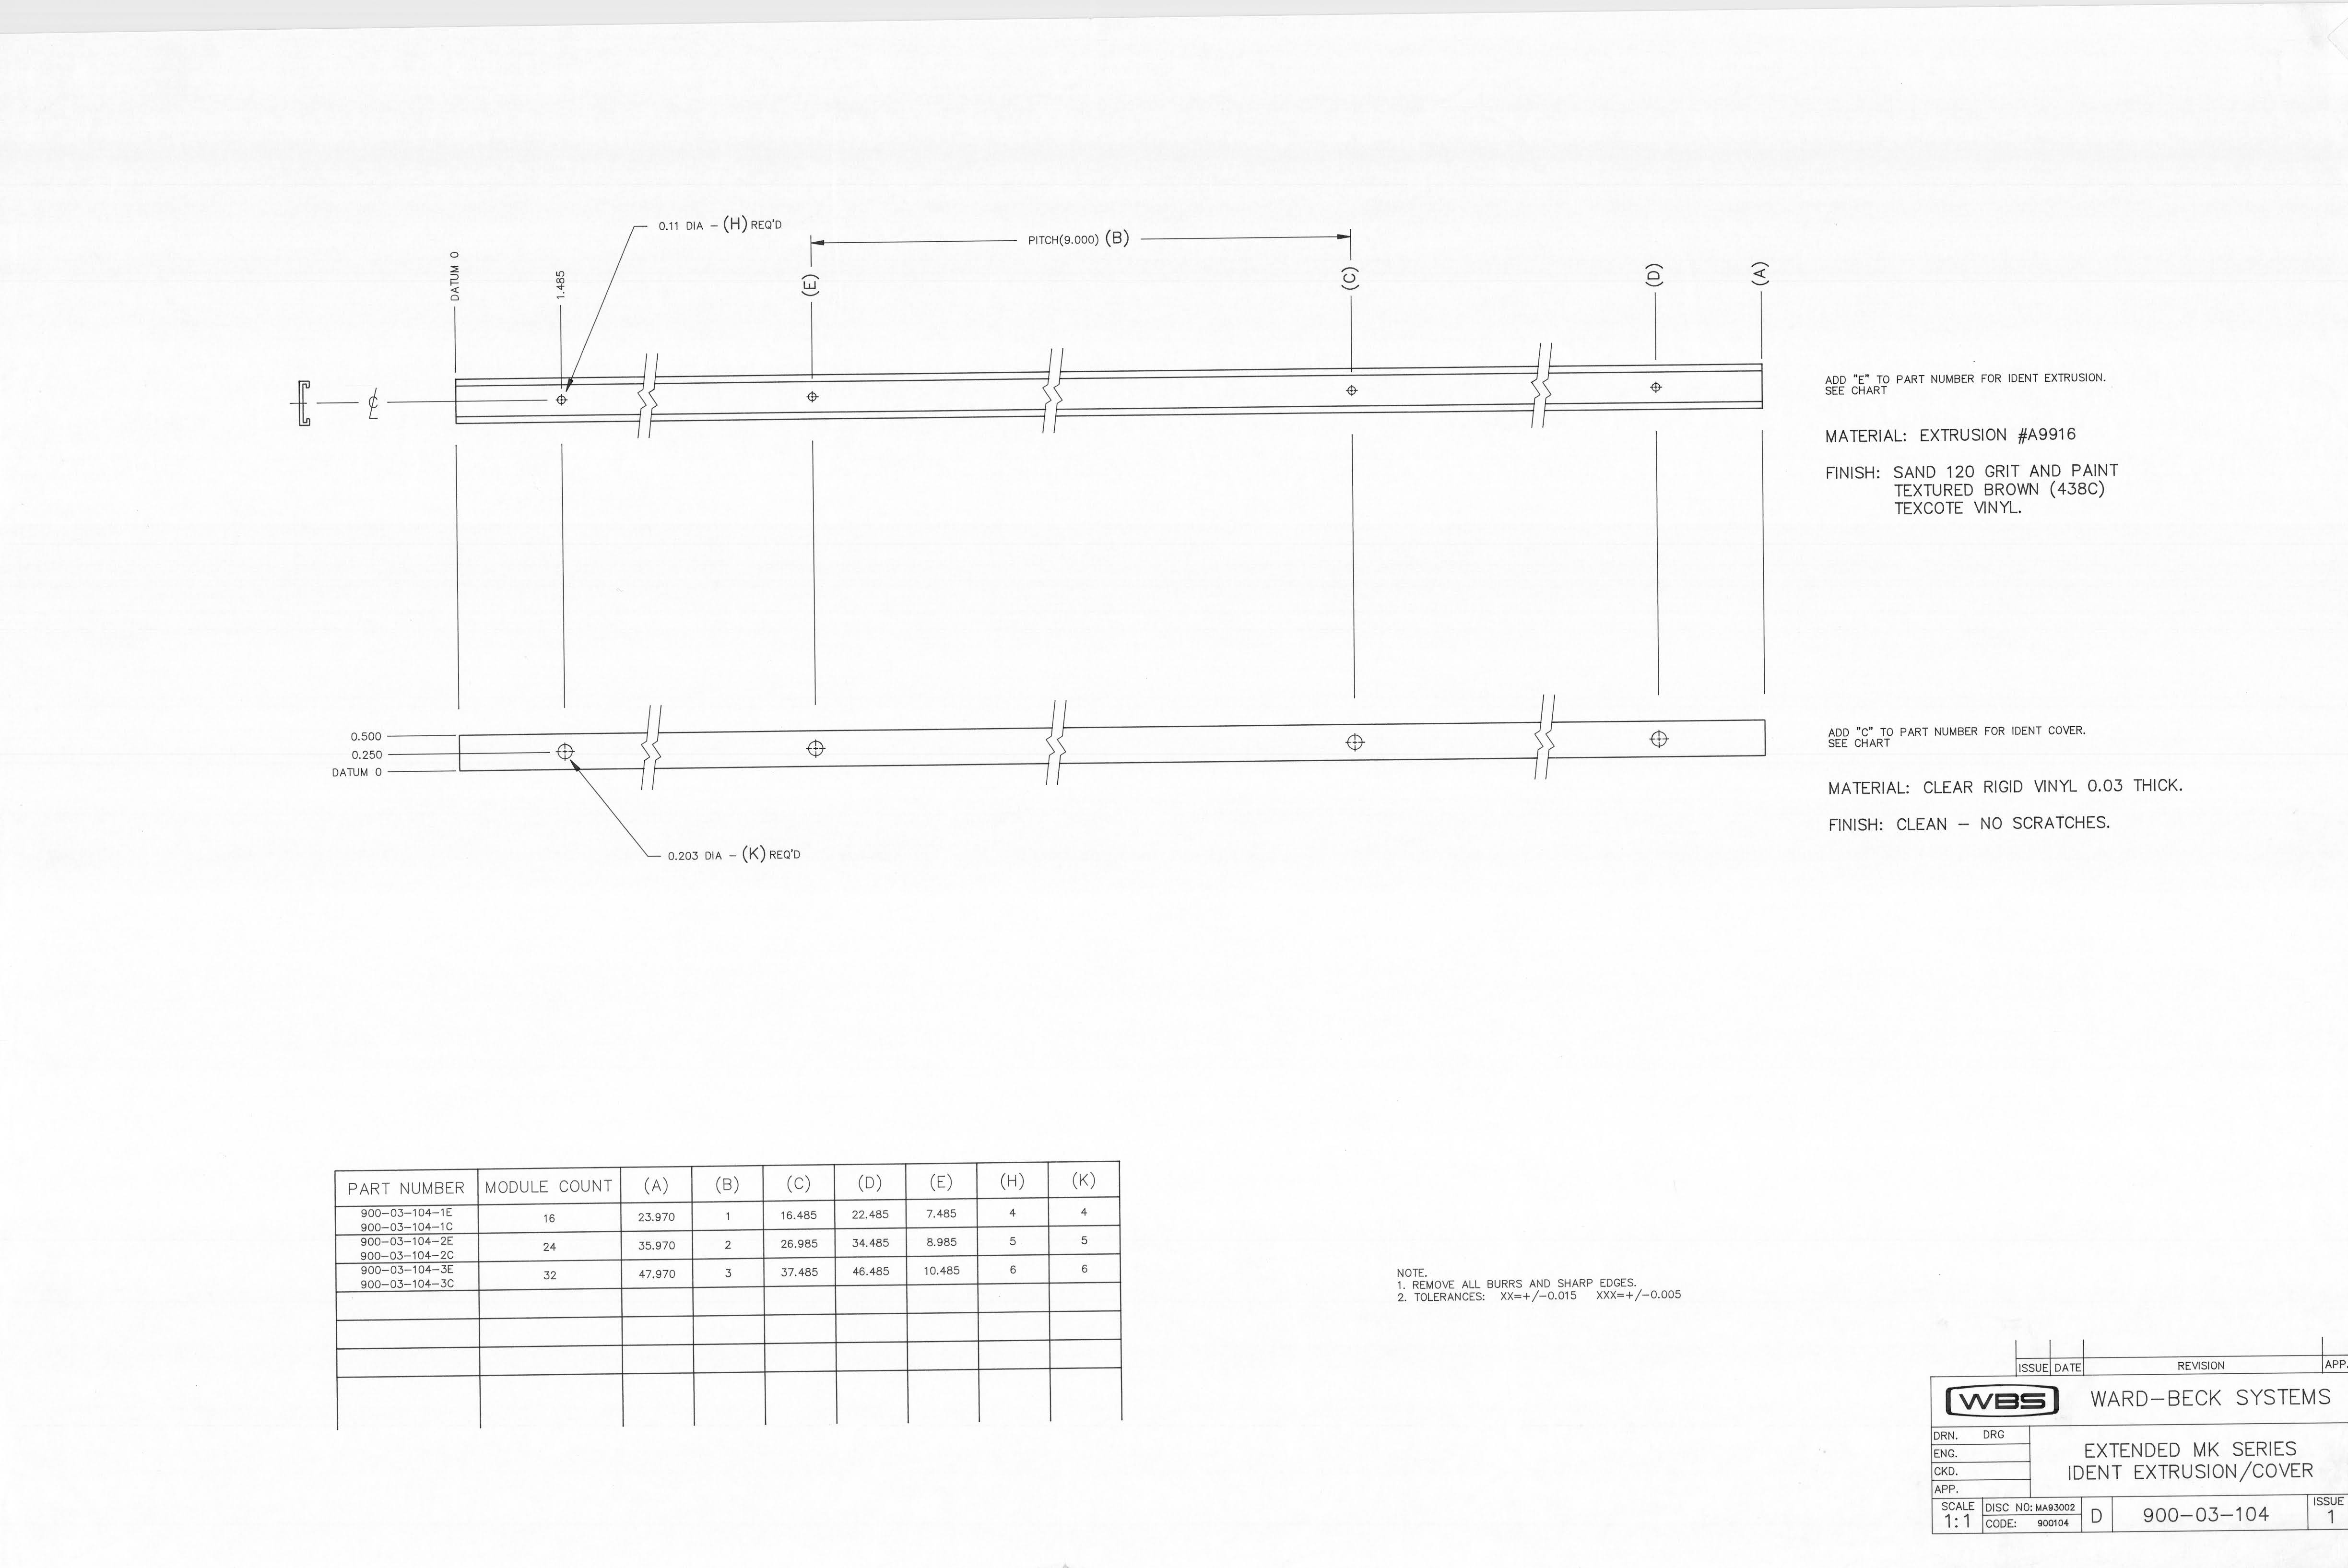 0.11 DIA – (H) REQ'D
PITCH(9.000) (B)
DATUM 0
1.485
(E)
(C)
(D)
(A)
℄
ADD "E" TO PART NUMBER FOR IDENT EXTRUSION.
SEE CHART
MATERIAL: EXTRUSION #A9916
FINISH: SAND 120 GRIT AND PAINT
TEXTURED BROWN (438C)
TEXCOTE VINYL.
0.500
0.250
DATUM 0
0.203 DIA – (K) REQ'D
ADD "C" TO PART NUMBER FOR IDENT COVER.
SEE CHART
MATERIAL: CLEAR RIGID VINYL 0.03 THICK.
FINISH: CLEAN – NO SCRATCHES.
PART NUMBER MODULE COUNT (A) (B) (C) (D) (E) (H) (K)
900-03-104-1E
900-03-104-1C
16 23.970 1 16.485 22.485 7.485 4 4
900-03-104-2E
900-03-104-2C
24 35.970 2 26.985 34.485 8.985 5 5
900-03-104-3E
900-03-104-3C
32 47.970 3 37.485 46.485 10.485 6 6
NOTE.
1. REMOVE ALL BURRS AND SHARP EDGES.
2. TOLERANCES: XX=+/-0.015 XXX=+/-0.005
ISSUE DATE REVISION APP.
WBS WARD-BECK SYSTEMS
DRN. DRG
ENG.
CKD.
APP.
EXTENDED MK SERIES
IDENT EXTRUSION/COVER
SCALE
1:1
DISC NO: MA93002
CODE: 900104
D
900-03-104
ISSUE
1